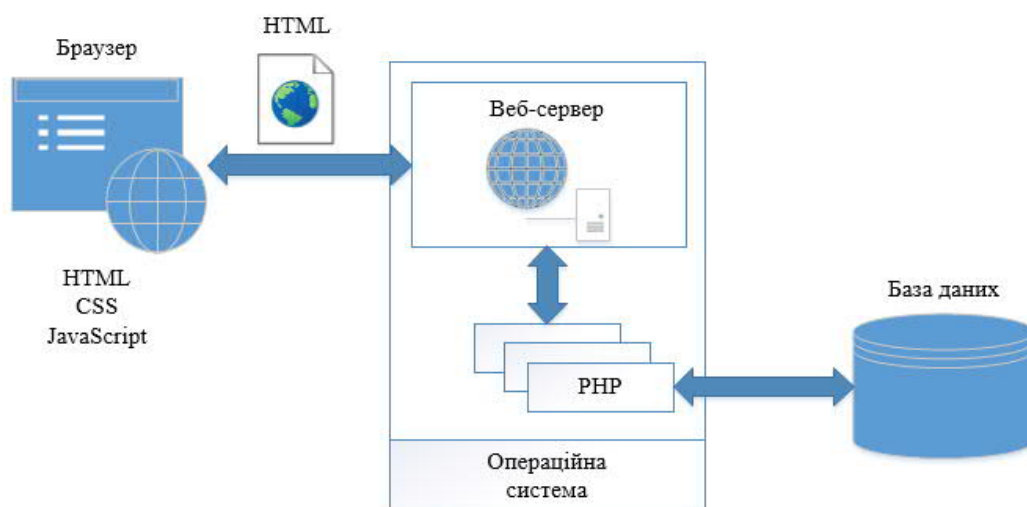 HTML
Браузер
Веб-сервер
HTML
CSS
JavaScript
База даних
PHP
Операційна
система